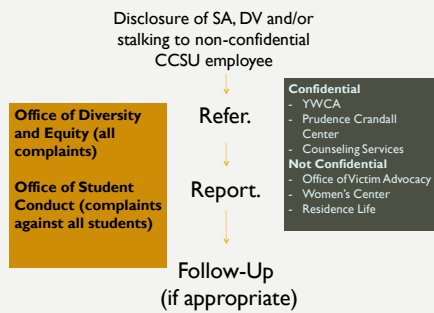 Disclosure of SA, DV and/or
stalking to non-confidential
CCSU employee
Refer.
Report.
Follow-Up
(if appropriate)
Office of Diversity
and Equity (all
complaints)
Office of Student
Conduct (complaints
against all students)
Confidential
- YWCA
- Prudence Crandall
Center
- Counseling Services
Not Confidential
- Office of Victim Advocacy
- Women's Center
- Residence Life